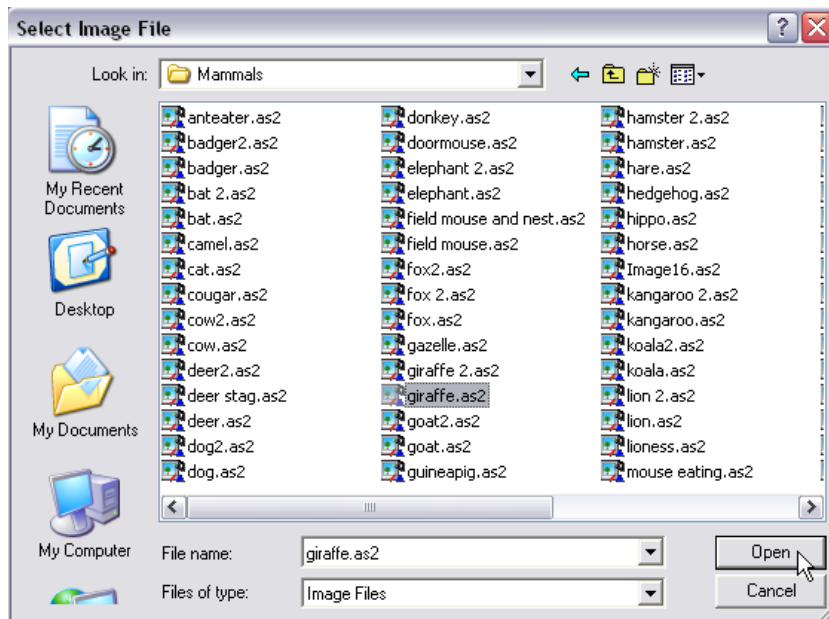 Select Image File
Look in: Mammals
My Recent
Documents
Desktop
My Documents
My Computer
anteater.as2
badger2.as2
badger.as2
bat 2.as2
bat.as2
camel.as2
cat.as2
cougar.as2
cow2.as2
cow.as2
deer2.as2
deer stag.as2
deer.as2
dog2.as2
dog.as2
donkey.as2
doormouse.as2
elephant 2.as2
elephant.as2
field mouse and nest.as2
field mouse.as2
fox2.as2
fox 2.as2
fox.as2
gazelle.as2
giraffe 2.as2
giraffe.as2
goat2.as2
goat.as2
guineapig.as2
hamster 2.as2
hamster.as2
hare.as2
hedgehog.as2
hippo.as2
horse.as2
Image16.as2
kangaroo 2.as2
kangaroo.as2
koala2.as2
koala.as2
lion 2.as2
lion.as2
lioness.as2
mouse eating.as2
File name: giraffe.as2 Open
Files of type: Image Files Cancel